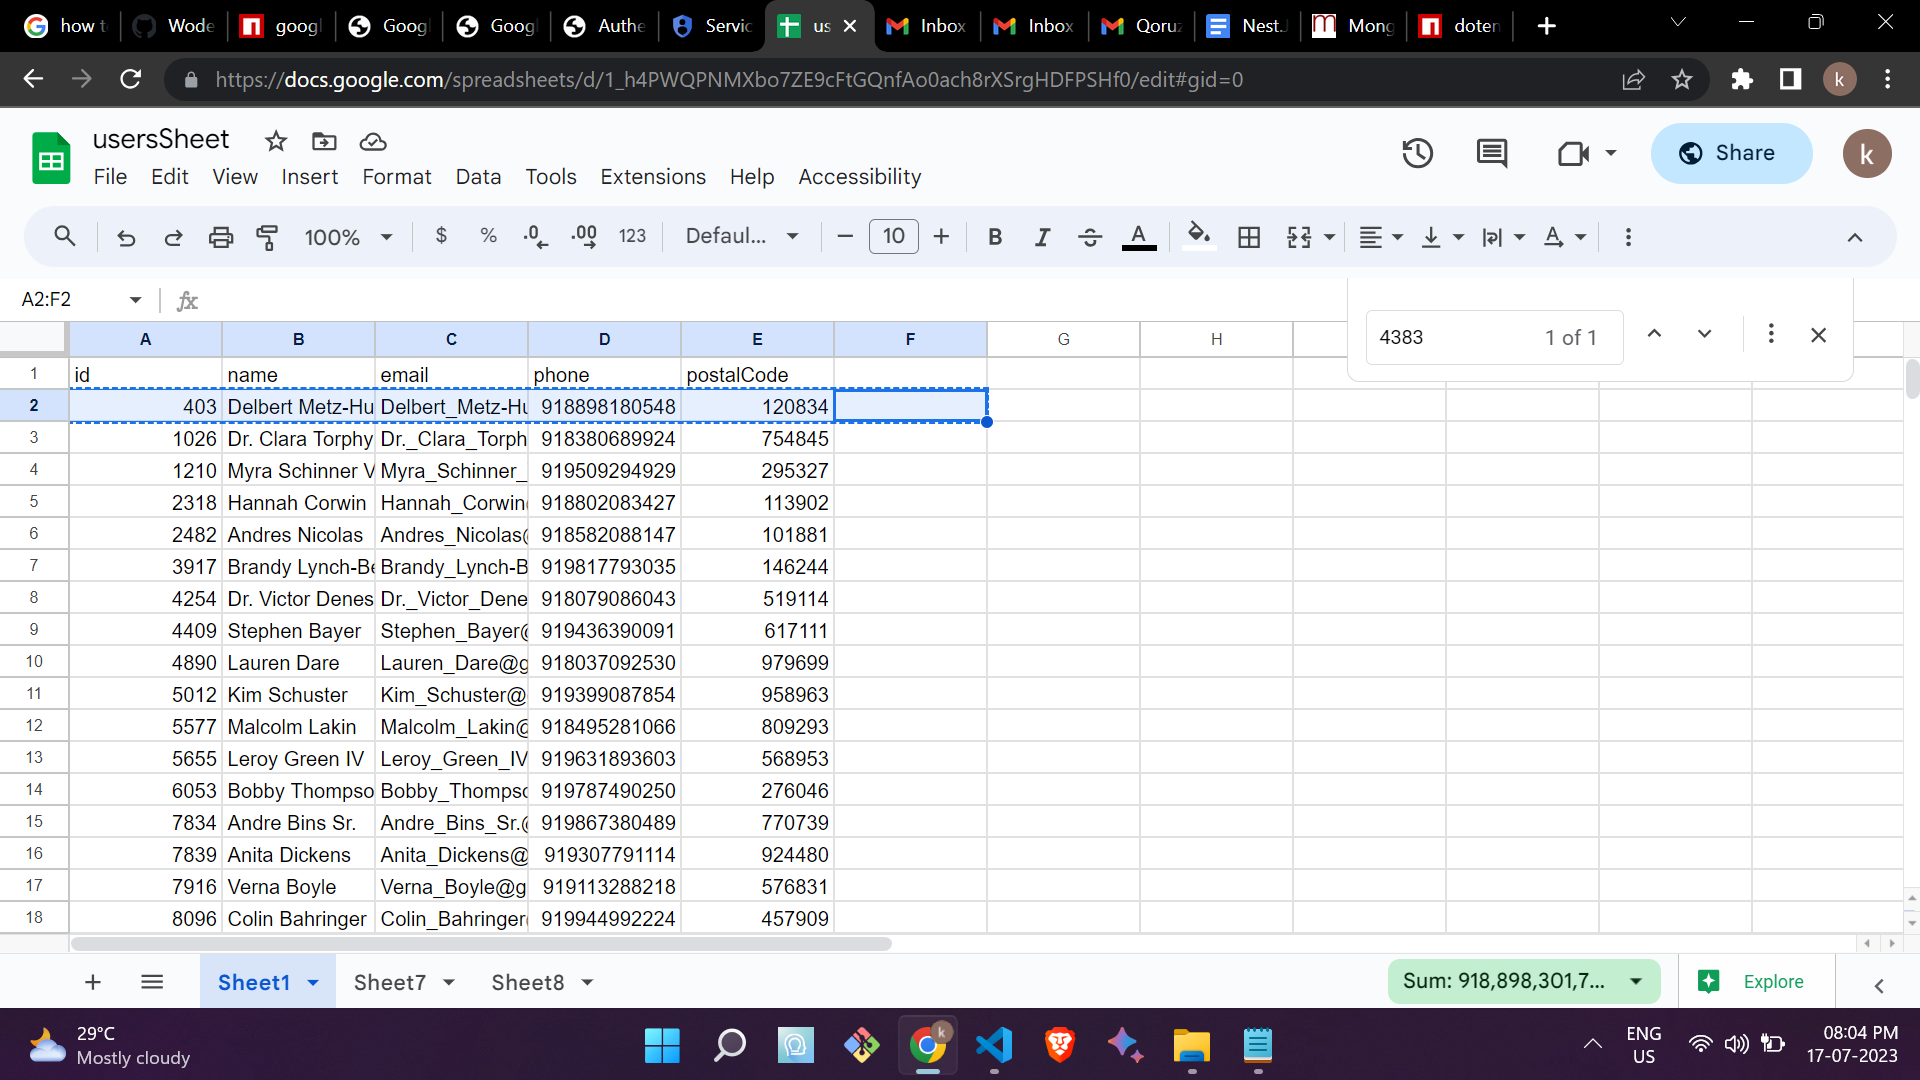 how t
Wode
googl
Googl
Googl
Authe
Servic
us
Inbox
Inbox
Qoruz
Nest.
Mong
doten
https://docs.google.com/spreadsheets/d/1_h4PWQPNMXbo7ZE9cFtGQnfAo0ach8rXSrgHDFPSHf0/edit#gid=0
k
usersSheet
File Edit View Insert Format Data Tools Extensions Help Accessibility
Share
k
100% $ % .0 .00 123 Defaul... 10 B I A A
A2:F2 fx
4383 1 of 1
A B C D E F G H
1 id name email phone postalCode
2 403 Delbert Metz-Hu Delbert_Metz-Hu 918898180548 120834
3 1026 Dr. Clara Torphy Dr._Clara_Torph 918380689924 754845
4 1210 Myra Schinner V Myra_Schinner_ 919509294929 295327
5 2318 Hannah Corwin Hannah_Corwin@ 918802083427 113902
6 2482 Andres Nicolas Andres_Nicolas@ 918582088147 101881
7 3917 Brandy Lynch-Be Brandy_Lynch-B 919817793035 146244
8 4254 Dr. Victor Denes Dr._Victor_Dene 918079086043 519114
9 4409 Stephen Bayer Stephen_Bayer@ 919436390091 617111
10 4890 Lauren Dare Lauren_Dare@g 918037092530 979699
11 5012 Kim Schuster Kim_Schuster@ 919399087854 958963
12 5577 Malcolm Lakin Malcolm_Lakin@ 918495281066 809293
13 5655 Leroy Green IV Leroy_Green_IV 919631893603 568953
14 6053 Bobby Thompso Bobby_Thompso 919787490250 276046
15 7834 Andre Bins Sr. Andre_Bins_Sr.@ 919867380489 770739
16 7839 Anita Dickens Anita_Dickens@ 919307791114 924480
17 7916 Verna Boyle Verna_Boyle@g 919113288218 576831
18 8096 Colin Bahringer Colin_Bahringer@ 919944992224 457909
Sheet1 Sheet7 Sheet8
Sum: 918,898,301,7...
Explore
29°C
Mostly cloudy
k
ENG
US
08:04 PM
17-07-2023